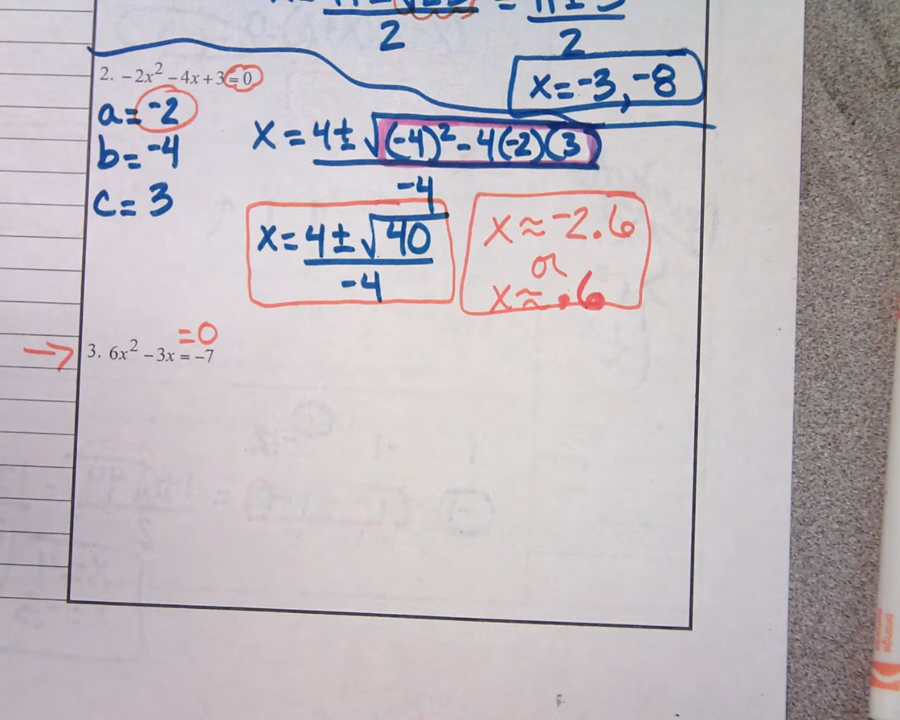 2 2
x = -3, -8
2. -2x² - 4x + 3 = 0
a = -2
b = -4
c = 3
x = 4 ± √(-4)² - 4(-2)(3)
-4
x = 4 ± √40
-4
x ≈ -2.6
or
x ≈ .6
= 0
→ 3. 6x² - 3x = -7
orange